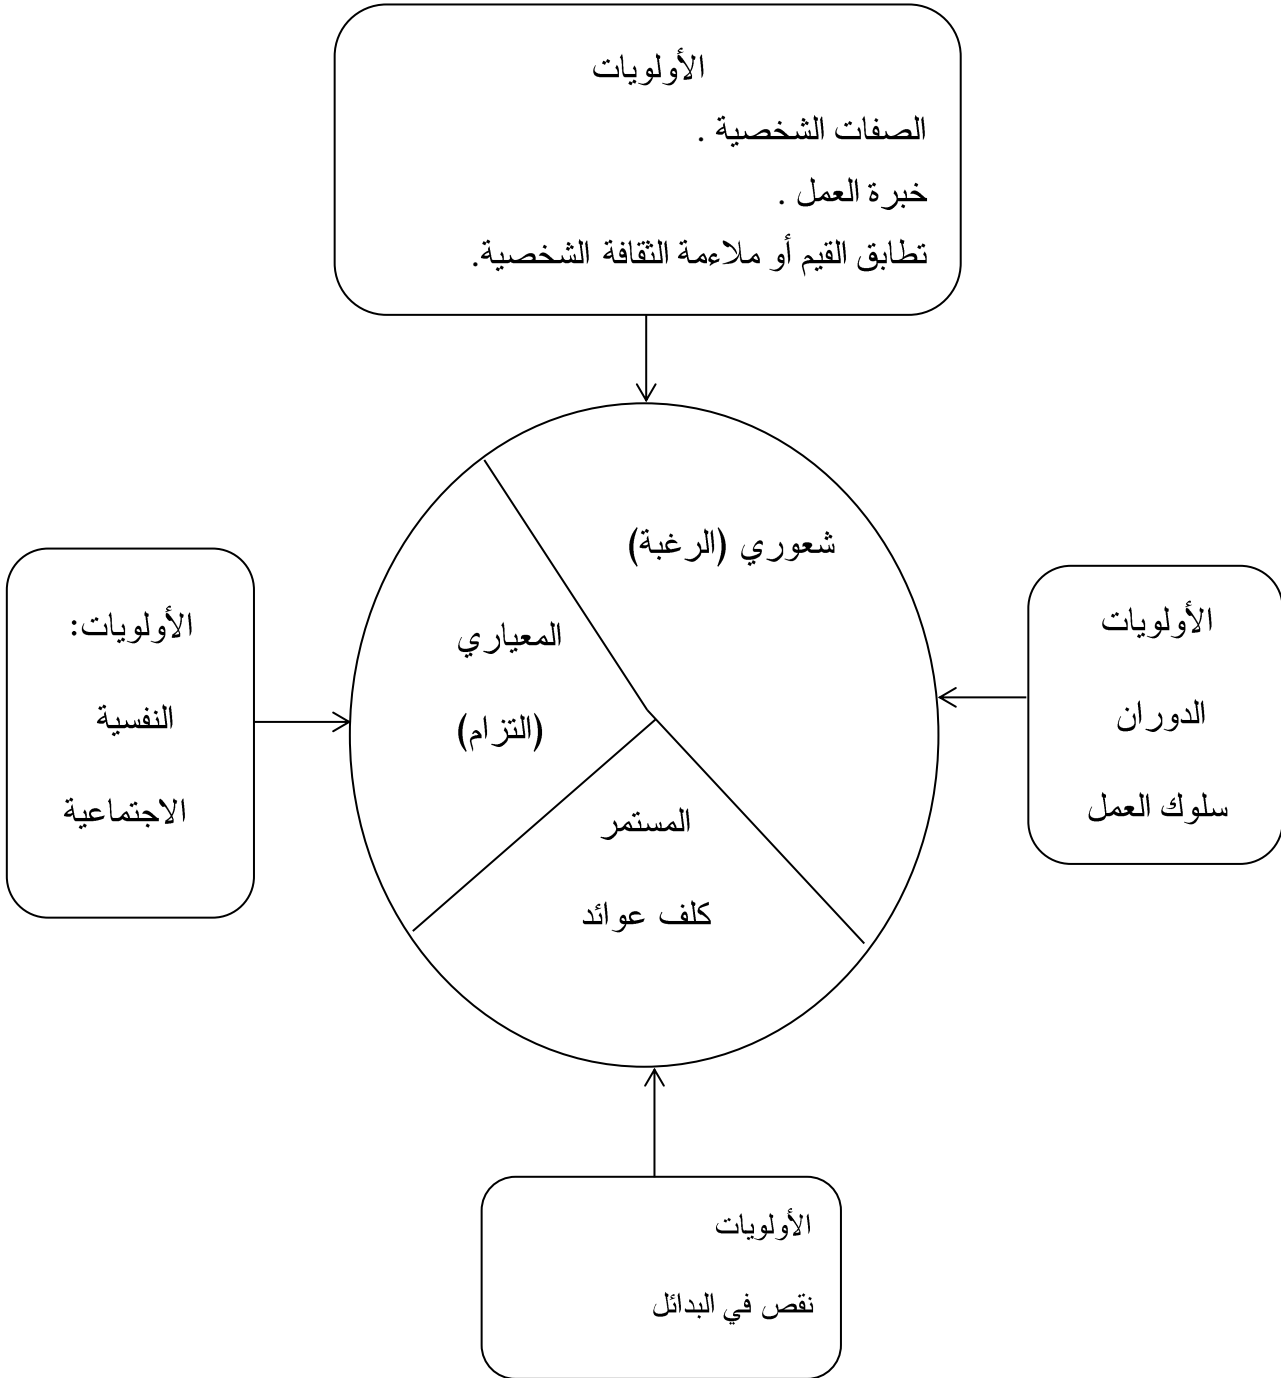 الأولويات
الصفات الشخصية .
خبرة العمل .
تطابق القيم أو ملاءمة الثقافة الشخصية.
شعوري (الرغبة)
المعياري
(التزام)
المستمر
كلف عوائد
الأولويات
الدوران
سلوك العمل
الأولويات:
النفسية
الاجتماعية
الأولويات
نقص في البدائل